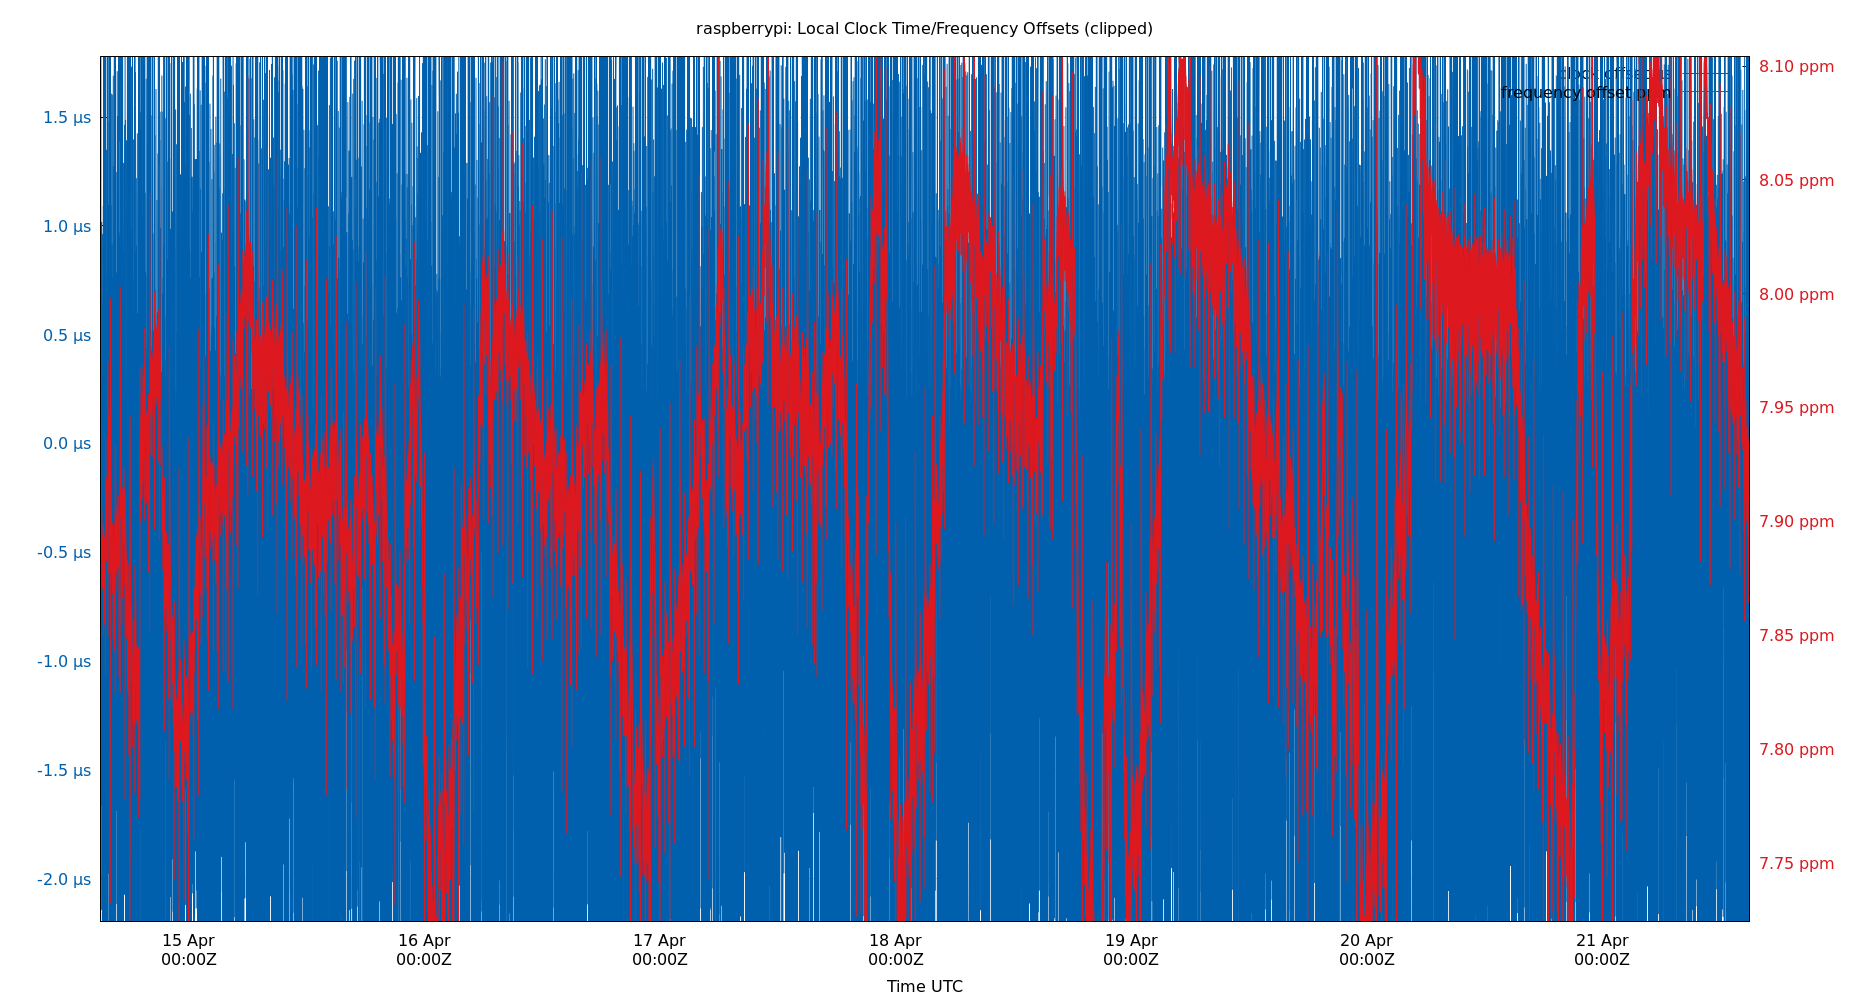 raspberrypi: Local Clock Time/Frequency Offsets (clipped)
clock offset
frequency offset ppm
1.5 µs
1.0 µs
0.5 µs
0.0 µs
-0.5 µs
-1.0 µs
-1.5 µs
-2.0 µs
8.10 ppm
8.05 ppm
8.00 ppm
7.95 ppm
7.90 ppm
7.85 ppm
7.80 ppm
7.75 ppm
15 Apr 16 Apr 17 Apr 18 Apr 19 Apr 20 Apr 21 Apr
00:00Z 00:00Z 00:00Z 00:00Z 00:00Z 00:00Z 00:00Z
Time UTC